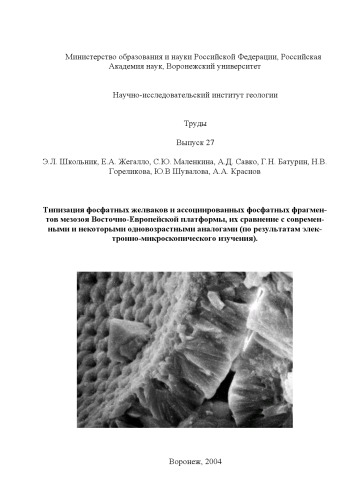 Министерство образования и науки Российской Федерации, Российская
Академия наук, Воронежский университет
Научно-исследовательский институт геологии
Труды
Выпуск 27
Э.Л. Школьник, Е.А. Жегалло, С.Ю. Маленкина, А.Д. Савко, Г.Н. Батурин, Н.В.
Гореликова, Ю.В Шувалова, А.А. Краснов
Типизация фосфатных желваков и ассоциированных фосфатных фрагмен-
тов мезозоя Восточно-Европейской платформы, их сравнение с современ-
ными и некоторыми одновозрастными аналогами (по результатам элек-
тронно-микроскопического изучения).
Воронеж, 2004